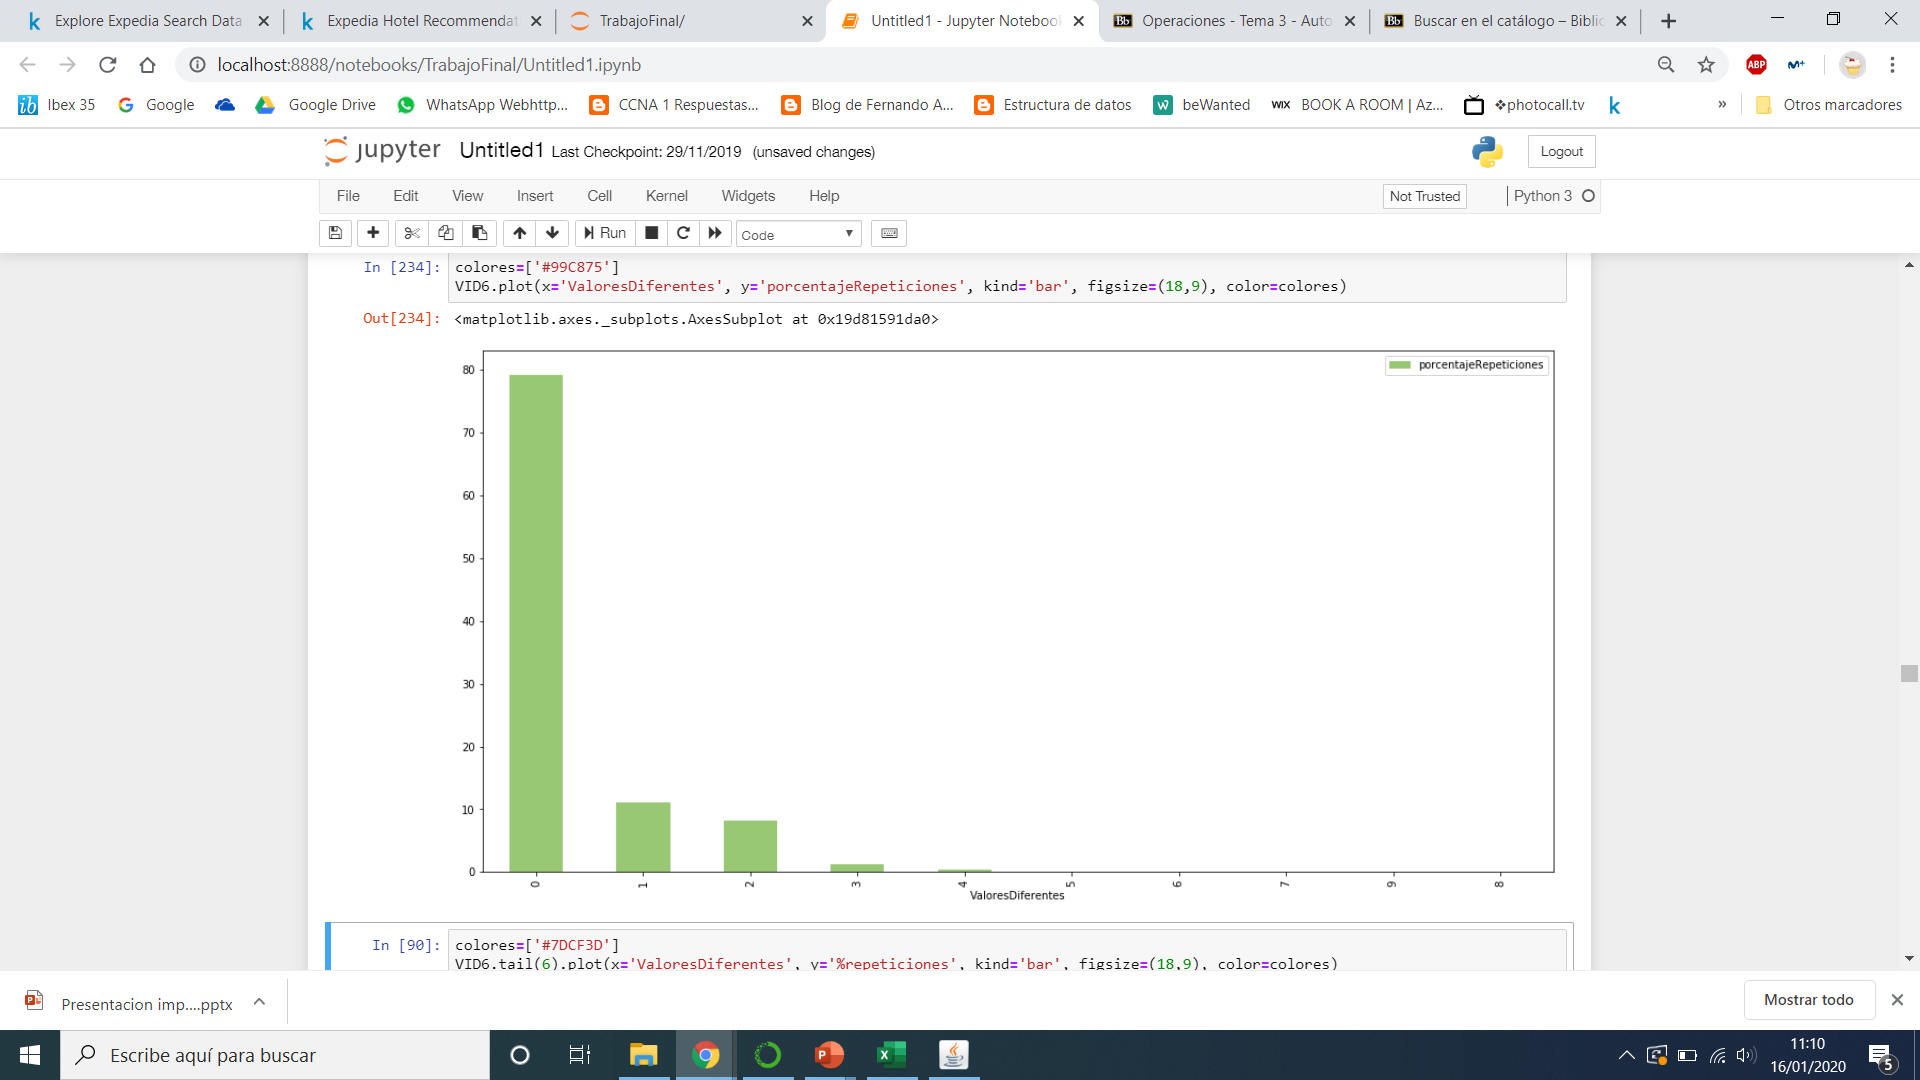 Explore Expedia Search Data
Expedia Hotel Recommendat
TrabajoFinal/
Untitled1 - Jupyter Noteboo
Operaciones - Tema 3 - Auto
Buscar en el catálogo – Biblio
localhost:8888/notebooks/TrabajoFinal/Untitled1.ipynb
ABP
Ibex 35
Google
Google Drive
WhatsApp Webhttp...
CCNA 1 Respuestas...
Blog de Fernando A...
Estructura de datos
beWanted
WIX BOOK A ROOM | Az...
❖photocall.tv
»
Otros marcadores
jupyter Untitled1 Last Checkpoint: 29/11/2019 (unsaved changes)
Logout
File Edit View Insert Cell Kernel Widgets Help
Not Trusted
Python 3
Run
Code
In [234]: colores=['#99C875']
VID6.plot(x='ValoresDiferentes', y='porcentajeRepeticiones', kind='bar', figsize=(18,9), color=colores)
Out[234]: <matplotlib.axes._subplots.AxesSubplot at 0x19d81591da0>
porcentajeRepeticiones
80
70
60
50
40
30
20
10
0
0 1 2 3 4 5 6 7 9 8
ValoresDiferentes
In [90]: colores=['#7DCF3D']
VID6.tail(6).plot(x='ValoresDiferentes', y='%repeticiones', kind='bar', figsize=(18,9), color=colores)
Presentacion imp....pptx
Mostrar todo
Escribe aquí para buscar
11:10
16/01/2020
5